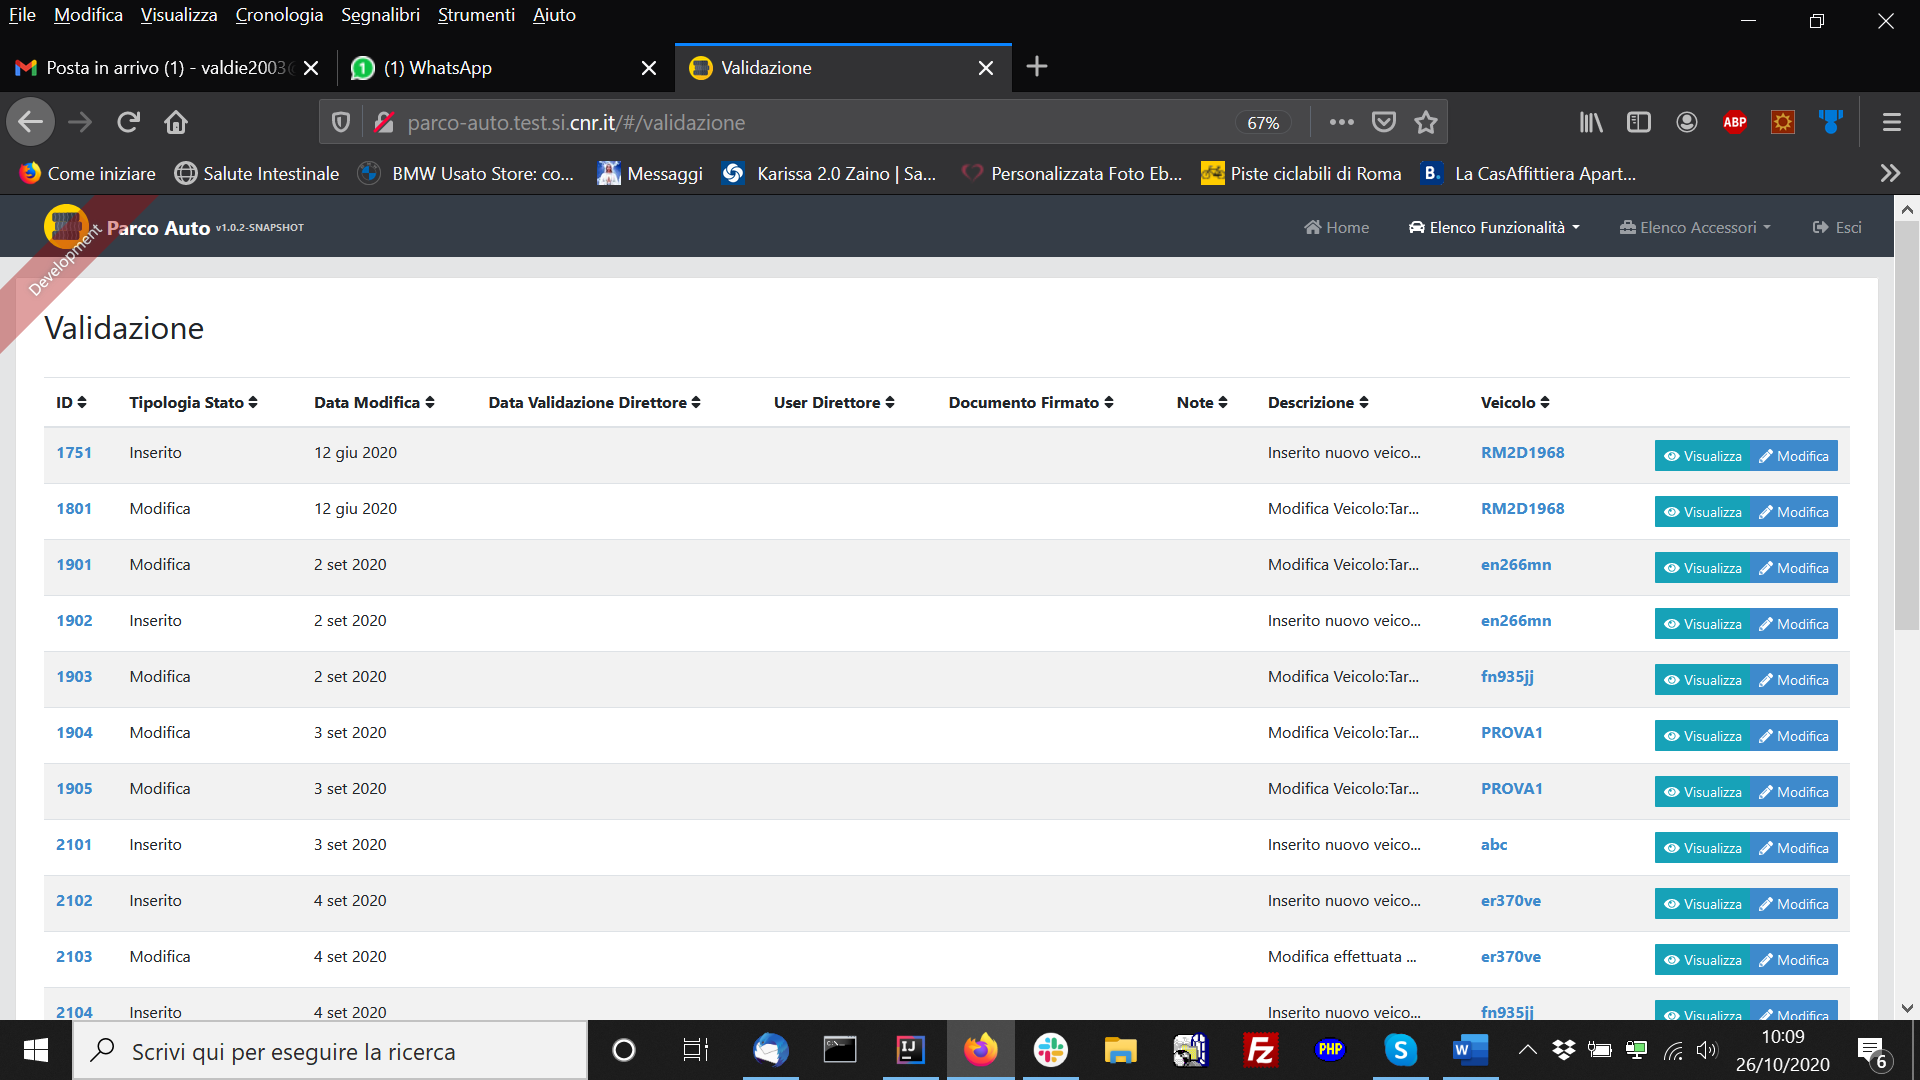 File Modifica Visualizza Cronologia Segnalibri Strumenti Aiuto
Posta in arrivo (1) - valdie2003@ (1) WhatsApp Validazione
parco-auto.test.si.cnr.it/#/validazione 67% ABP
Come iniziare Salute Intestinale BMW Usato Store: co... Messaggi Karissa 2.0 Zaino | Sa... Personalizzata Foto Eb... Piste ciclabili di Roma B. La CasAffittiera Apart...
Parco Auto v1.0.2-SNAPSHOT Home Elenco Funzionalità Elenco Accessori Esci
Development
Validazione
ID Tipologia Stato Data Modifica Data Validazione Direttore User Direttore Documento Firmato Note Descrizione Veicolo
1751 Inserito 12 giu 2020 Inserito nuovo veico... RM2D1968 Visualizza Modifica
1801 Modifica 12 giu 2020 Modifica Veicolo:Tar... RM2D1968 Visualizza Modifica
1901 Modifica 2 set 2020 Modifica Veicolo:Tar... en266mn Visualizza Modifica
1902 Inserito 2 set 2020 Inserito nuovo veico... en266mn Visualizza Modifica
1903 Modifica 2 set 2020 Modifica Veicolo:Tar... fn935jj Visualizza Modifica
1904 Modifica 3 set 2020 Modifica Veicolo:Tar... PROVA1 Visualizza Modifica
1905 Modifica 3 set 2020 Modifica Veicolo:Tar... PROVA1 Visualizza Modifica
2101 Inserito 3 set 2020 Inserito nuovo veico... abc Visualizza Modifica
2102 Inserito 4 set 2020 Inserito nuovo veico... er370ve Visualizza Modifica
2103 Modifica 4 set 2020 Modifica effettuata ... er370ve Visualizza Modifica
2104 Inserito 4 set 2020 Inserito nuovo veico... fn935jj Visualizza Modifica
Scrivi qui per eseguire la ricerca IJ FZ PHP S W 10:09
26/10/2020 6